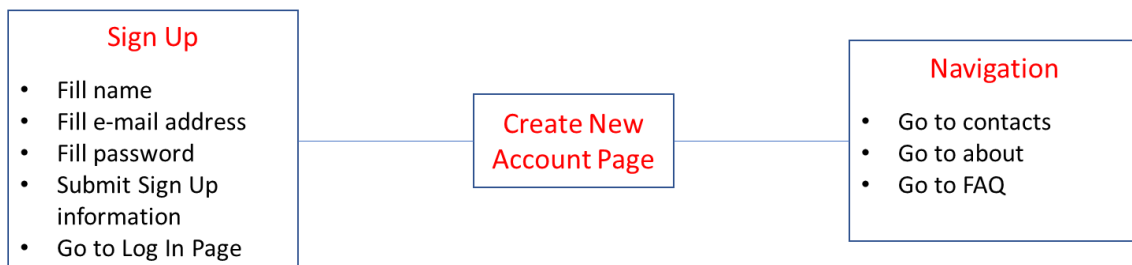 Sign Up
• Fill name
• Fill e-mail address
• Fill password
• Submit Sign Up
information
• Go to Log In Page
Create New
Account Page
Navigation
• Go to contacts
• Go to about
• Go to FAQ